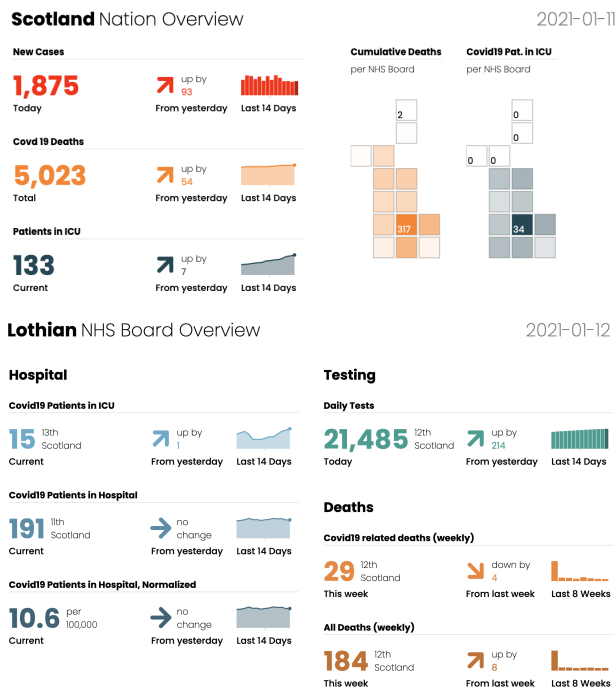 Scotland Nation Overview 2021-01-11
New Cases
1,875
Today
up by
93
From yesterday
Last 14 Days
Covd 19 Deaths
5,023
Total
up by
54
From yesterday
Last 14 Days
Patients in ICU
133
Current
up by
7
From yesterday
Last 14 Days
Cumulative Deaths
per NHS Board
2
317
Covid19 Pat. in ICU
per NHS Board
0
0
0 0
34
Lothian NHS Board Overview 2021-01-12
Hospital
Covid19 Patients in ICU
15 13th
Scotland
Current
up by
1
From yesterday
Last 14 Days
Covid19 Patients in Hospital
191 11th
Scotland
Current
no
change
From yesterday
Last 14 Days
Covid19 Patients in Hospital, Normalized
10.6 per
100,000
Current
no
change
From yesterday
Last 14 Days
Testing
Daily Tests
21,485 12th
Scotland
Today
up by
214
From yesterday
Last 14 Days
Deaths
Covid19 related deaths (weekly)
29 12th
Scotland
This week
down by
4
From last week
Last 8 Weeks
All Deaths (weekly)
184 12th
Scotland
This week
up by
8
From last week
Last 8 Weeks